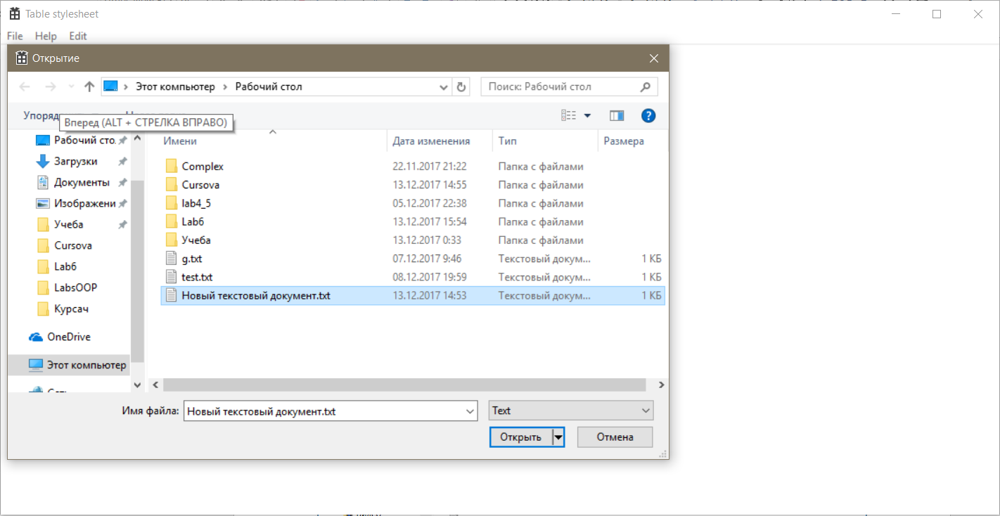 Table stylesheet
File Help Edit
Открытие
Этот компьютер Рабочий стол Поиск: Рабочий стол
Вперед (ALT + СТРЕЛКА ВПРАВО)
Имени Дата изменения Тип Размера
Рабочий сто.
Загрузки
Документы
Изображени
Учеба
Cursova
Lab6
LabsOOP
Курсач
OneDrive
Этот компьютер
Complex 22.11.2017 21:22 Папка с файлами
Cursova 13.12.2017 14:55 Папка с файлами
lab4_5 05.12.2017 22:38 Папка с файлами
Lab6 13.12.2017 15:54 Папка с файлами
Учеба 13.12.2017 0:33 Папка с файлами
g.txt 07.12.2017 9:46 Текстовый докум... 1 КБ
test.txt 08.12.2017 19:59 Текстовый докум... 1 КБ
Новый текстовый документ.txt 13.12.2017 14:53 Текстовый докум... 1 КБ
Имя файла: Новый текстовый документ.txt Text
Открыть Отмена